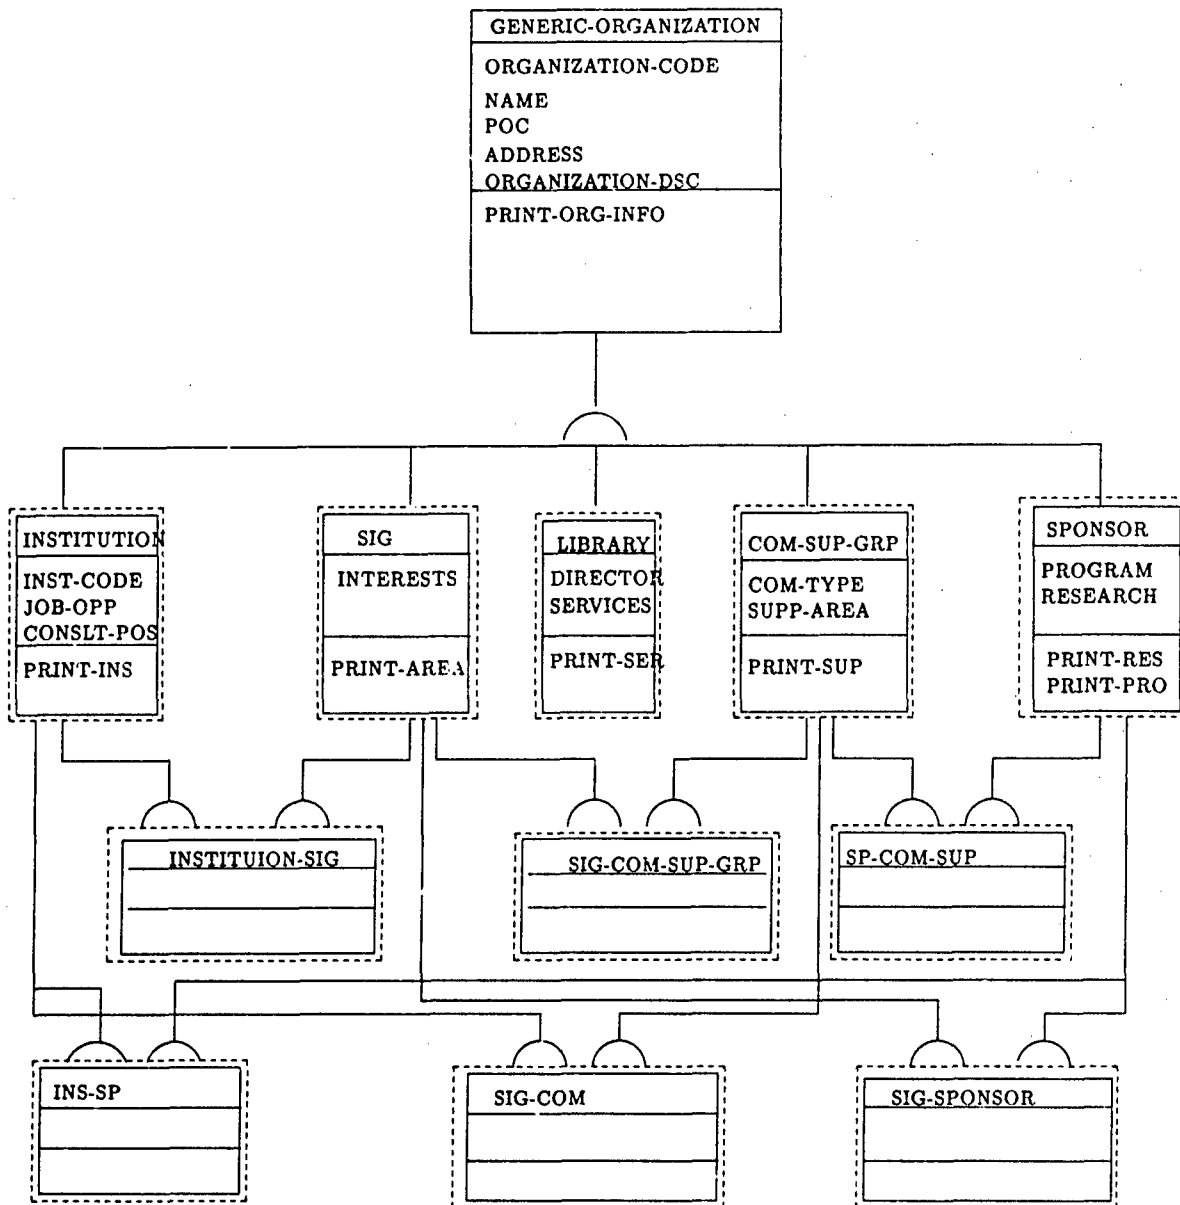 GENERIC-ORGANIZATION
ORGANIZATION-CODE
NAME
POC
ADDRESS
ORGANIZATION-DSC
PRINT-ORG-INFO
INSTITUTION
INST-CODE
JOB-OPP
CONSLT-POS
PRINT-INS
SIG
INTERESTS
PRINT-AREA
LIBRARY
DIRECTOR
SERVICES
PRINT-SER
COM-SUP-GRP
COM-TYPE
SUPP-AREA
PRINT-SUP
SPONSOR
PROGRAM
RESEARCH
PRINT-RES
PRINT-PRO
INSTITUION-SIG
SIG-COM-SUP-GRP
SP-COM-SUP
INS-SP
SIG-COM
SIG-SPONSOR